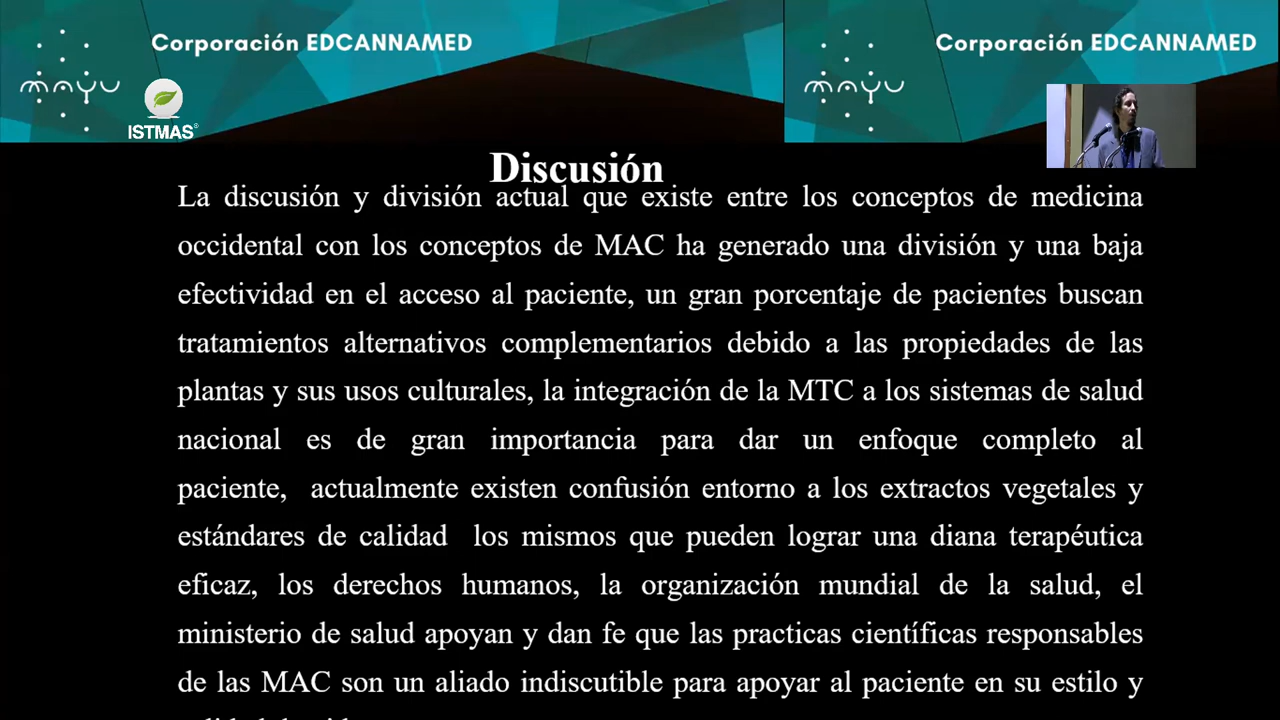 Corporación EDCANNAMED
Corporación EDCANNAMED
mayu
ISTMAS®
mayu
Discusión
La discusión y división actual que existe entre los conceptos de medicina
occidental con los conceptos de MAC ha generado una división y una baja
efectividad en el acceso al paciente, un gran porcentaje de pacientes buscan
tratamientos alternativos complementarios debido a las propiedades de las
plantas y sus usos culturales, la integración de la MTC a los sistemas de salud
nacional es de gran importancia para dar un enfoque completo al
paciente, actualmente existen confusión entorno a los extractos vegetales y
estándares de calidad los mismos que pueden lograr una diana terapéutica
eficaz, los derechos humanos, la organización mundial de la salud, el
ministerio de salud apoyan y dan fe que las practicas científicas responsables
de las MAC son un aliado indiscutible para apoyar al paciente en su estilo y